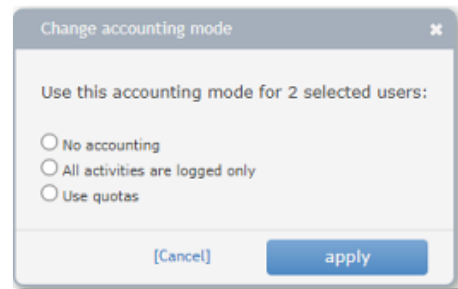 Change accounting mode
Use this accounting mode for 2 selected users:
No accounting
All activities are logged only
Use quotas
[Cancel]
apply